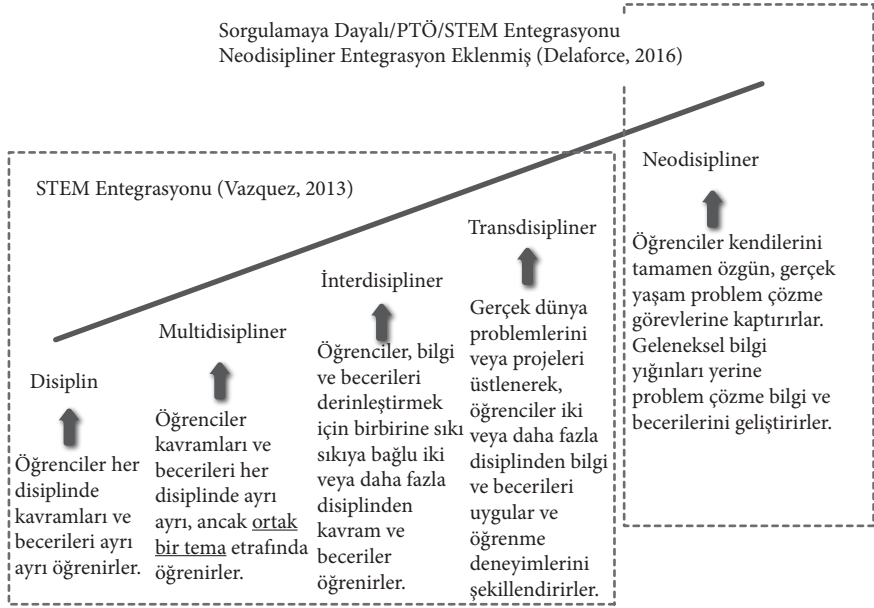 Sorgulamaya Dayalı/PTÖ/STEM Entegrasyonu
Neodisipliner Entegrasyon Eklenmiş (Delaforce, 2016)
STEM Entegrasyonu (Vazquez, 2013)
Disiplin
Öğrenciler her
disiplinde
kavramları ve
becerileri ayrı
ayrı öğrenirler.
Multidisipliner
Öğrenciler
kavramları ve
becerileri her
disiplinde ayrı
ayrı, ancak ortak
bir tema etrafında
öğrenirler.
İnterdisipliner
Öğrenciler, bilgi
ve becerileri
derinleştirmek
için birbirine sıkı
sıkıya bağlı iki
veya daha fazla
disiplinden
kavram ve
beceriler
öğrenirler.
Transdisipliner
Gerçek dünya
problemlerini
veya projeleri
üstlenerek,
öğrenciler iki
veya daha fazla
disiplinden bilgi
ve becerileri
uygular ve
öğrenme
deneyimlerini
şekillendirirler.
Neodisipliner
Öğrenciler kendilerini
tamamen özgün, gerçek
yaşam problem çözme
görevlerine kaptırırlar.
Geleneksel bilgi
yığınları yerine
problem çözme bilgi ve
becerilerini geliştirirler.